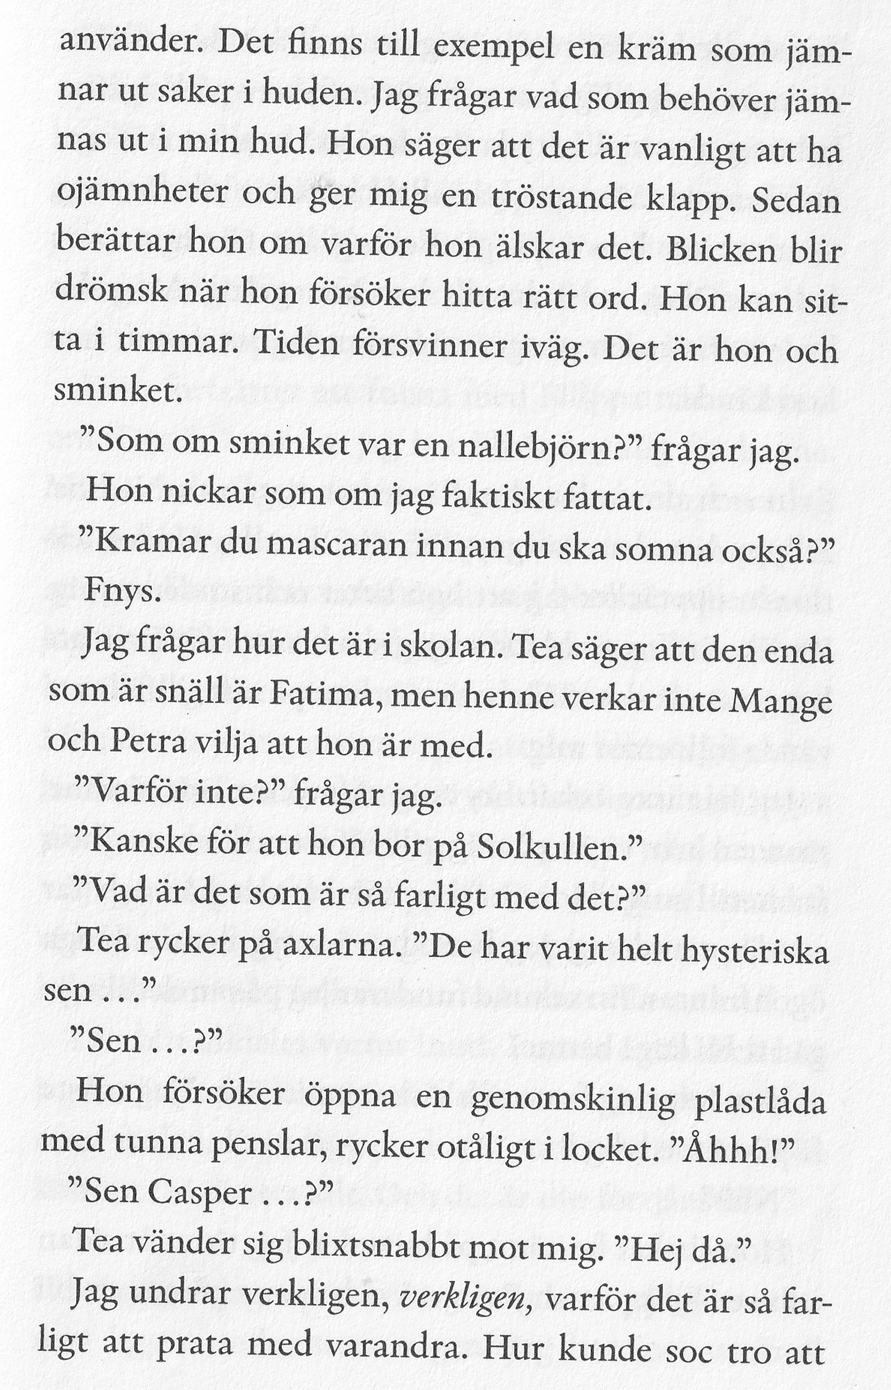 använder. Det finns till exempel en kräm som jäm-
nar ut saker i huden. Jag frågar vad som behöver jäm-
nas ut i min hud. Hon säger att det är vanligt att ha
ojämnheter och ger mig en tröstande klapp. Sedan
berättar hon om varför hon älskar det. Blicken blir
drömsk när hon försöker hitta rätt ord. Hon kan sit-
ta i timmar. Tiden försvinner iväg. Det är hon och
sminket.
”Som om sminket var en nallebjörn?” frågar jag.
Hon nickar som om jag faktiskt fattat.
”Kramar du mascaran innan du ska somna också?”
Fnys.
Jag frågar hur det är i skolan. Tea säger att den enda
som är snäll är Fatima, men henne verkar inte Mange
och Petra vilja att hon är med.
”Varför inte?” frågar jag.
”Kanske för att hon bor på Solkullen.”
”Vad är det som är så farligt med det?”
Tea rycker på axlarna. ”De har varit helt hysteriska
sen …”
”Sen …?”
Hon försöker öppna en genomskinlig plastlåda
med tunna penslar, rycker otåligt i locket. ”Åhhh!”
”Sen Casper …?”
Tea vänder sig blixtsnabbt mot mig. ”Hej då.”
Jag undrar verkligen, verkligen, varför det är så far-
ligt att prata med varandra. Hur kunde soc tro att